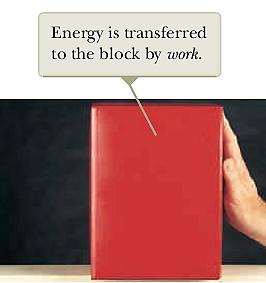 Energy is transferred
to the block by work.